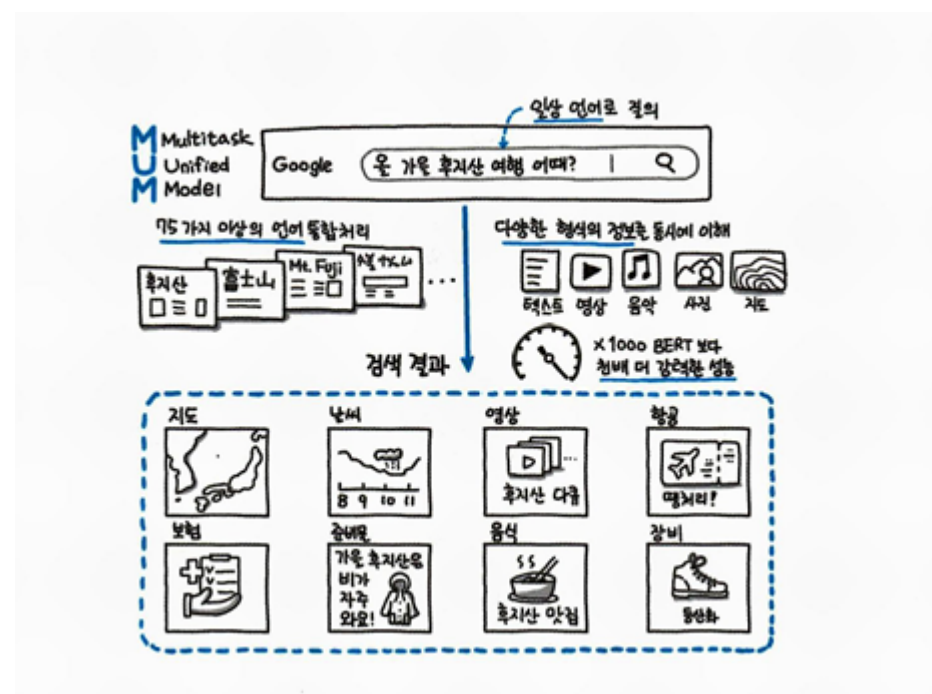 일상 언어로 질의
Multitask
Unified
Model
Google
올 가을 후지산 여행 어때?
75가지 이상의 언어 통합처리
다양한 형식의 정보를 동시에 이해
후지산
富士山
Mt. Fuji
...
텍스트 영상 음악 사진 지도
x1000 BERT 보다
천배 더 강력한 성능
검색 결과
지도 날씨 영상 항공
8 9 10 11
...
후지산 다큐
땡처리!
보험 준비물 음식 장비
가을 후지산은
비가
자주
와요!
후지산 맛집
등산화